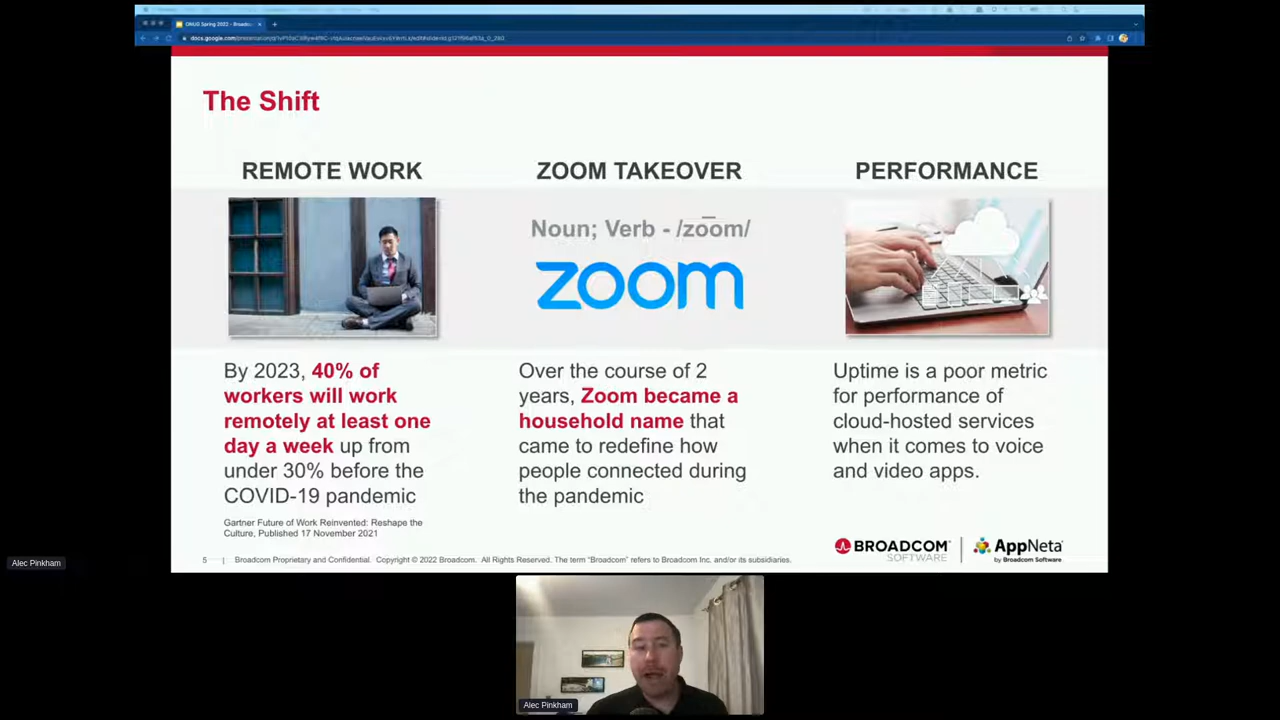 ONUG Spring 2022 - Broadco
The Shift
REMOTE WORK
ZOOM TAKEOVER
PERFORMANCE
Noun; Verb - /zo͞om/
zoom
By 2023, 40% of
workers will work
remotely at least one
day a week up from
under 30% before the
COVID-19 pandemic
Gartner Future of Work Reinvented: Reshape the
Culture, Published 17 November 2021
Over the course of 2
years, Zoom became a
household name that
came to redefine how
people connected during
the pandemic
Uptime is a poor metric
for performance of
cloud-hosted services
when it comes to voice
and video apps.
BROADCOM
SOFTWARE
AppNeta
by Broadcom Software
5 | Broadcom Proprietary and Confidential. Copyright © 2022 Broadcom. All Rights Reserved. The term “Broadcom” refers to Broadcom Inc. and/or its subsidiaries.
Alec Pinkham
Alec Pinkham